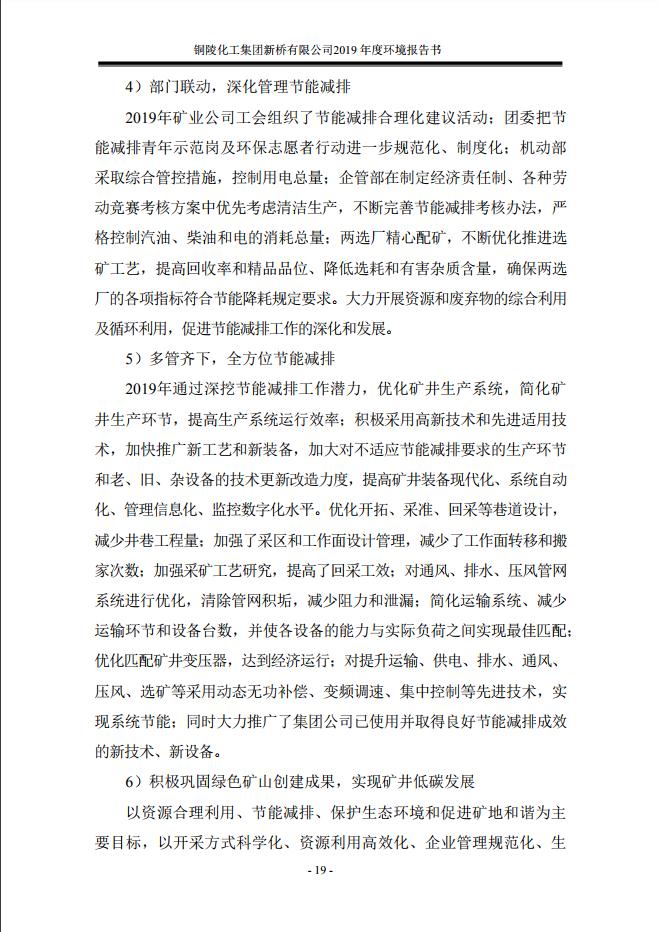 铜陵化工集团新桥有限公司2019 年度环境报告书
4）部门联动，深化管理节能减排
2019年矿业公司工会组织了节能减排合理化建议活动；团委把节
能减排青年示范岗及环保志愿者行动进一步规范化、制度化；机动部
采取综合管控措施，控制用电总量；企管部在制定经济责任制、各种劳
动竞赛考核方案中优先考虑清洁生产，不断完善节能减排考核办法，严
格控制汽油、柴油和电的消耗总量；两选厂精心配矿，不断优化推进选
矿工艺，提高回收率和精品品位、降低选耗和有害杂质含量，确保两选
厂的各项指标符合节能降耗规定要求。大力开展资源和废弃物的综合利用
及循环利用，促进节能减排工作的深化和发展。
5）多管齐下，全方位节能减排
2019年通过深挖节能减排工作潜力，优化矿井生产系统，简化矿
井生产环节，提高生产系统运行效率；积极采用高新技术和先进适用技
术，加快推广新工艺和新装备，加大对不适应节能减排要求的生产环节
和老、旧、杂设备的技术更新改造力度，提高矿井装备现代化、系统自动
化、管理信息化、监控数字化水平。优化开拓、采准、回采等巷道设计，
减少井巷工程量；加强了采区和工作面设计管理，减少了工作面转移和搬
家次数；加强采矿工艺研究，提高了回采工效；对通风、排水、压风管网
系统进行优化，清除管网积垢，减少阻力和泄漏；简化运输系统、减少
运输环节和设备台数，并使各设备的能力与实际负荷之间实现最佳匹配；
优化匹配矿井变压器，达到经济运行；对提升运输、供电、排水、通风、
压风、选矿等采用动态无功补偿、变频调速、集中控制等先进技术，实
现系统节能；同时大力推广了集团公司已使用并取得良好节能减排成效
的新技术、新设备。
6）积极巩固绿色矿山创建成果，实现矿井低碳发展
以资源合理利用、节能减排、保护生态环境和促进矿地和谐为主
要目标，以开采方式科学化、资源利用高效化、企业管理规范化、生
- 19 -